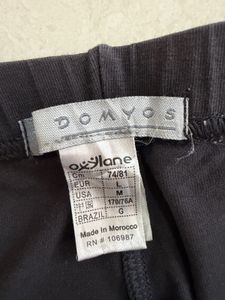 DOMYOS
oxylane
Cm 74/81
EUR L
USA M
170/76A
BRAZIL G
Made in Morocco
RN # 106987